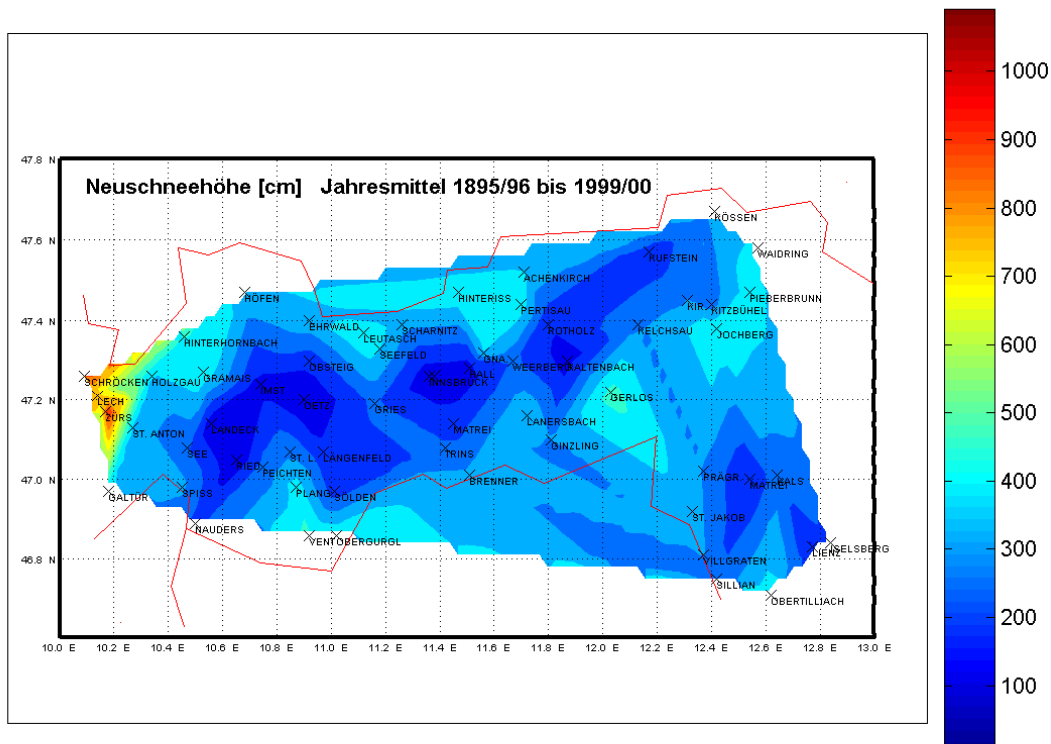 1000
900
800
700
600
500
400
300
200
100
47.8 N
47.6 N
47.4 N
47.2 N
47.0 N
46.8 N
Neuschneehöhe [cm] Jahresmittel 1895/96 bis 1999/00
KÖSSEN
WAIDRING
KUFSTEIN
ACHENKIRCH
HÖFEN
HINTERISS
FIEBERBRUNN
PERTISAU
KIR
KITZBÜHEL
EHRWALD
SCHARNITZ
ROTHOLZ
KELCHSAU
LEUTASCH
JOCHBERG
HINTERHORNBACH
SEEFELD
GNA
OBSTEIG
WEERBERG
KALTENBACH
HALL
SCHRÖCKEN
HOLZGAU
GRAMAIS
INNSBRUCK
IMST
GERLOS
LECH
OETZ
GRIES
ZÜRS
LANERSBACH
ST. ANTON
LANDECK
MATREI
GINZLING
SEE
ST. L
LÄNGENFELD
TRINS
RIED
FEICHTEN
BRENNER
PRÄGR.
KALS
MATREI
GALTÜR
SPISS
PLANG
SÖLDEN
ST. JAKOB
NAUDERS
VENT
OBERGURGL
ISELSBERG
LIENZ
VILLGRATEN
SILLIAN
OBERTILLIACH
10.0 E
10.2 E
10.4 E
10.6 E
10.8 E
11.0 E
11.2 E
11.4 E
11.6 E
11.8 E
12.0 E
12.2 E
12.4 E
12.6 E
12.8 E
13.0 E